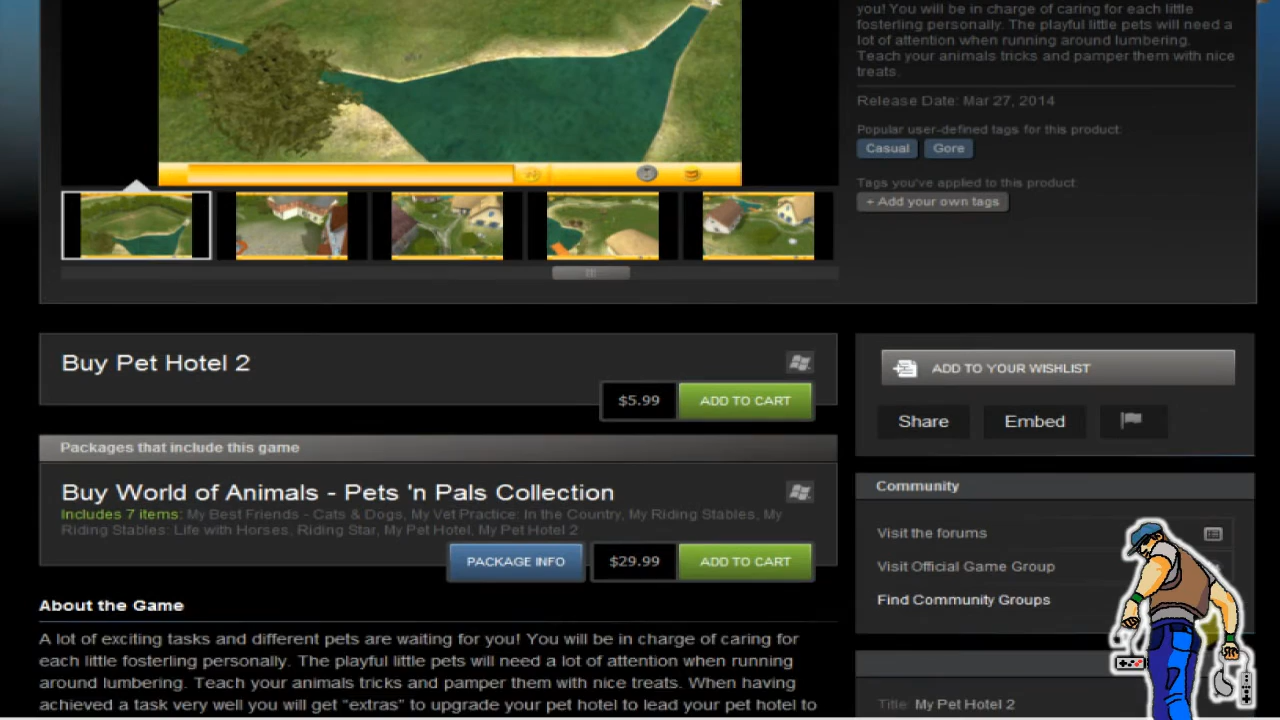 you! You will be in charge of caring for each little
fosterling personally. The playful little pets will need a
lot of attention when running around lumbering.
Teach your animals tricks and pamper them with nice
treats.
Release Date: Mar 27, 2014
Popular user-defined tags for this product:
Casual Gore
Tags you've applied to this product:
+ Add your own tags
Buy Pet Hotel 2
$5.99 ADD TO CART
Packages that include this game
Buy World of Animals - Pets 'n Pals Collection
Includes 7 items: My Best Friends - Cats & Dogs, My Vet Practice: In the Country, My Riding Stables, My
Riding Stables: Life with Horses, Riding Star, My Pet Hotel, My Pet Hotel 2
PACKAGE INFO $29.99 ADD TO CART
About the Game
A lot of exciting tasks and different pets are waiting for you! You will be in charge of caring for
each little fosterling personally. The playful little pets will need a lot of attention when running
around lumbering. Teach your animals tricks and pamper them with nice treats. When having
achieved a task very well you will get "extras" to upgrade your pet hotel to lead your pet hotel to
ADD TO YOUR WISHLIST
Share Embed
Community
Visit the forums
Visit Official Game Group
Find Community Groups
Title: My Pet Hotel 2